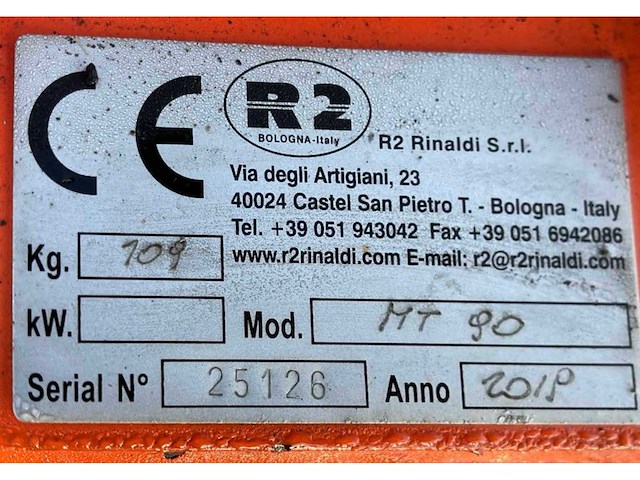 CE
R2
BOLOGNA-Italy
R2 Rinaldi S.r.l.
Via degli Artigiani, 23
40024 Castel San Pietro T. - Bologna - Italy
Tel. +39 051 943042 Fax +39 051 6942086
www.r2rinaldi.com E-mail: r2@r2rinaldi.com
Kg. 109
kW.
Mod. MT 90
Serial N° 25126
Anno 2018